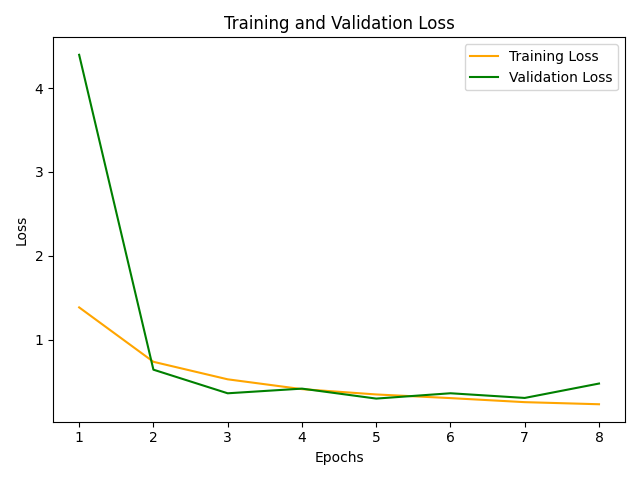 Training and Validation Loss
Training Loss
Validation Loss
4
3
2
1
Loss
1 2 3 4 5 6 7 8
Epochs